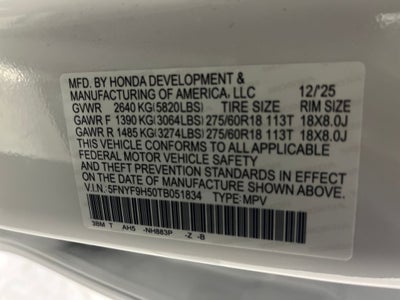 MFD. BY HONDA DEVELOPMENT &
MANUFACTURING OF AMERICA, LLC 12/'25
GVWR 2640 KG(5820LBS) TIRE SIZE RIM SIZE
GAWR F 1390 KG(3064LBS) 275/60R18 113T 18X8.0J
GAWR R 1485 KG(3274LBS) 275/60R18 113T 18X8.0J
THIS VEHICLE CONFORMS TO ALL APPLICABLE
FEDERAL MOTOR VEHICLE SAFETY, BUMPER,
AND THEFT PREVENTION STANDARDS IN EFFECT
ON THE DATE OF MANUFACTURE SHOWN ABOVE.
V.I.N.: 5FNYF9H50TB051834 TYPE: MPV
3BM T AH5 -NH883P -Z -B